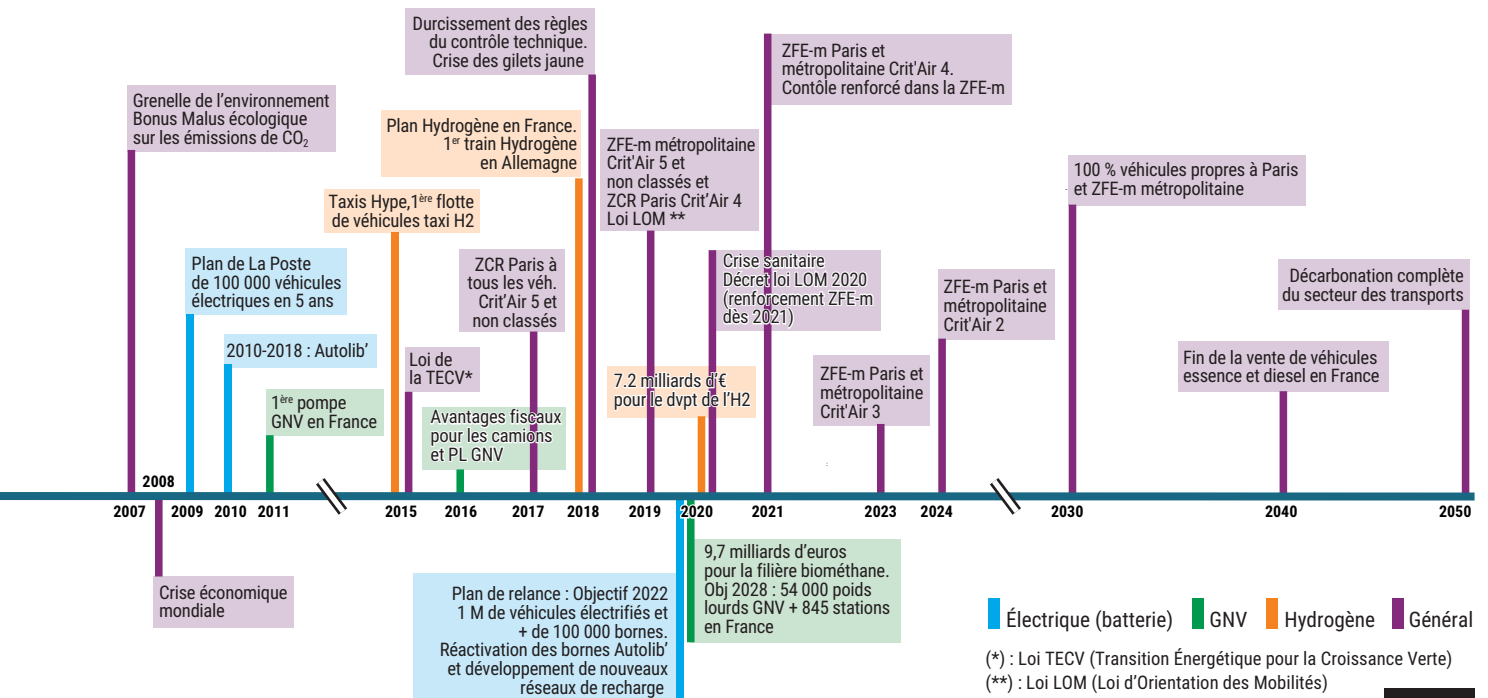 Grenelle de l’environnement
Bonus Malus écologique
sur les émissions de CO₂
Plan de La Poste
de 100 000 véhicules
électriques en 5 ans
2010-2018 : Autolib’
1ère pompe
GNV en France
Taxis Hype,1ère flotte
de véhicules taxi H2
Loi de
la TECV*
Avantages fiscaux
pour les camions
et PL GNV
ZCR Paris à
tous les véh.
Crit’Air 5 et
non classés
Plan Hydrogène en France.
1er train Hydrogène
en Allemagne
Durcissement des règles
du contrôle technique.
Crise des gilets jaune
ZFE-m métropolitaine
Crit'Air 5 et
non classés et
ZCR Paris Crit’Air 4
Loi LOM **
7.2 milliards d’€
pour le dvpt de l’H2
Crise sanitaire
Décret loi LOM 2020
(renforcement ZFE-m
dès 2021)
ZFE-m Paris et
métropolitaine Crit'Air 4.
Contôle renforcé dans la ZFE-m
ZFE-m Paris et
métropolitaine
Crit'Air 3
ZFE-m Paris et
métropolitaine
Crit'Air 2
100 % véhicules propres à Paris
et ZFE-m métropolitaine
Fin de la vente de véhicules
essence et diesel en France
Décarbonation complète
du secteur des transports
2008
2007 2009 2010 2011 2015 2016 2017 2018 2019 2020 2021 2023 2024 2030 2040 2050
Crise économique
mondiale
Plan de relance : Objectif 2022
1 M de véhicules électrifiés et
+ de 100 000 bornes.
Réactivation des bornes Autolib’
et développement de nouveaux
réseaux de recharge
9,7 milliards d’euros
pour la filière biométhane.
Obj 2028 : 54 000 poids
lourds GNV + 845 stations
en France
Électrique (batterie) GNV Hydrogène Général
(*) : Loi TECV (Transition Énergétique pour la Croissance Verte)
(**) : Loi LOM (Loi d’Orientation des Mobilités)